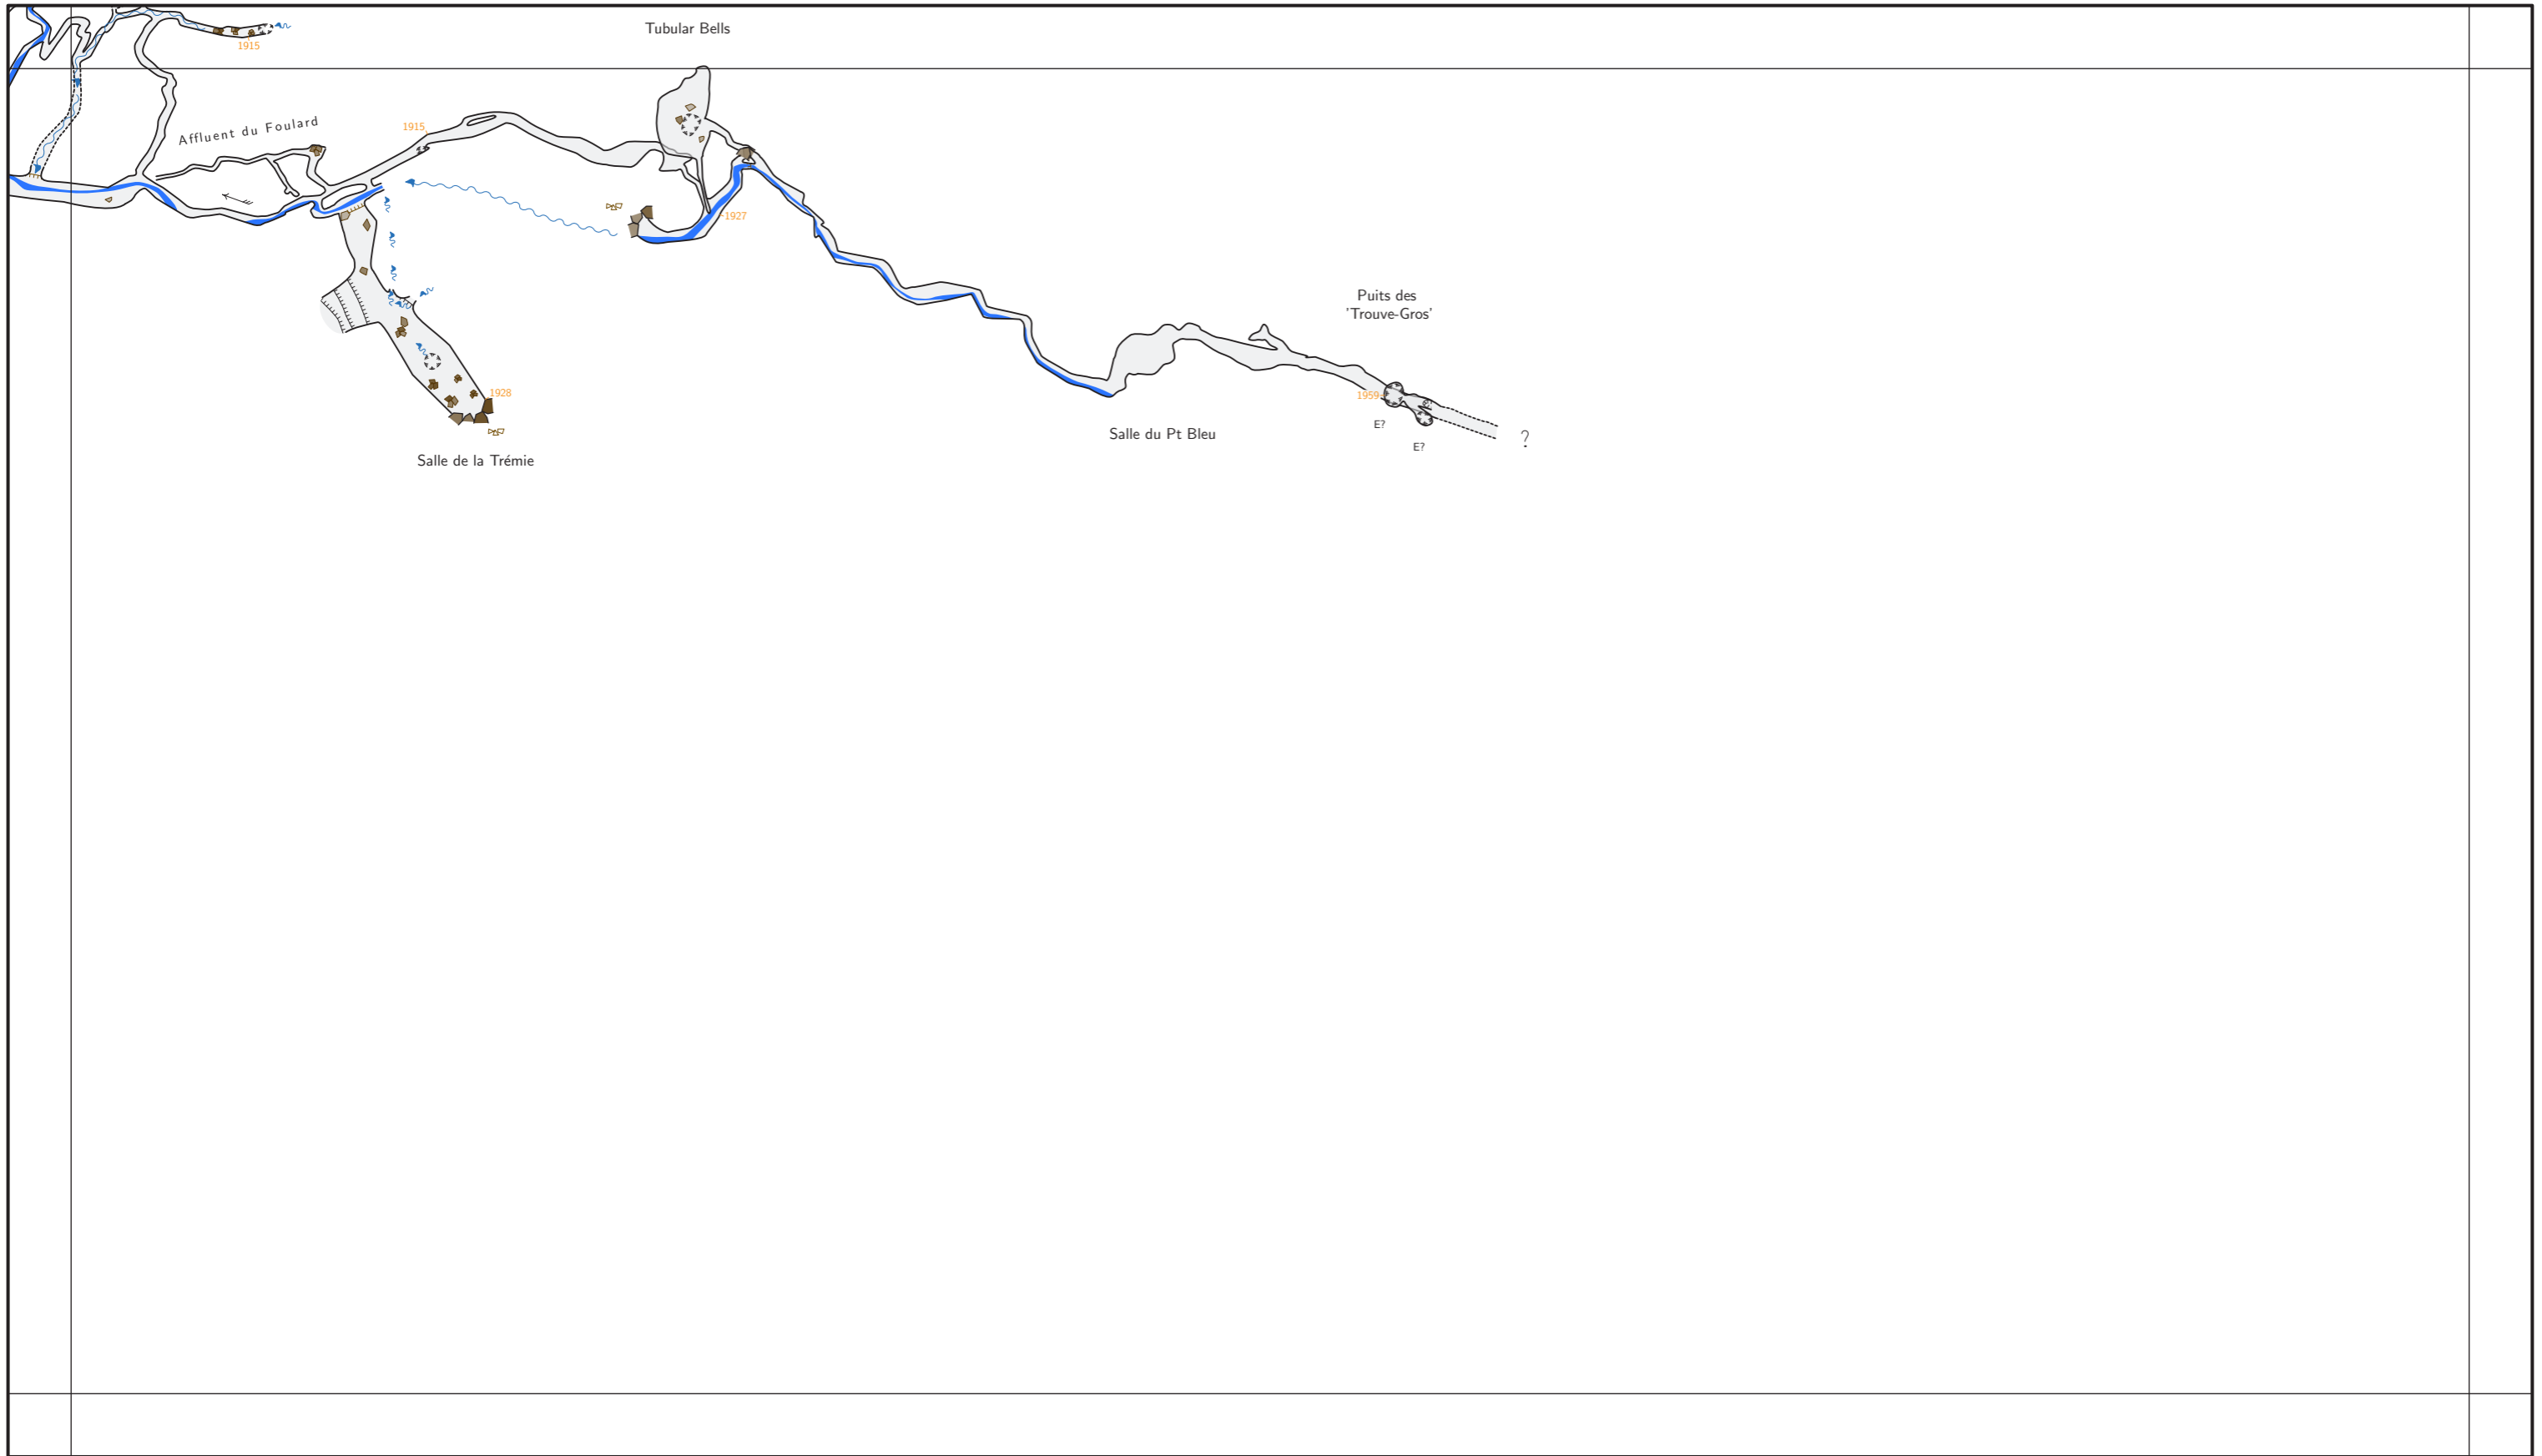 Tubular Bells
1915
Affluent du Foulard
1915
1927
Puits des
'Trouve-Gros'
1928
1959
E?
?
Salle du Pt Bleu
E?
Salle de la Trémie